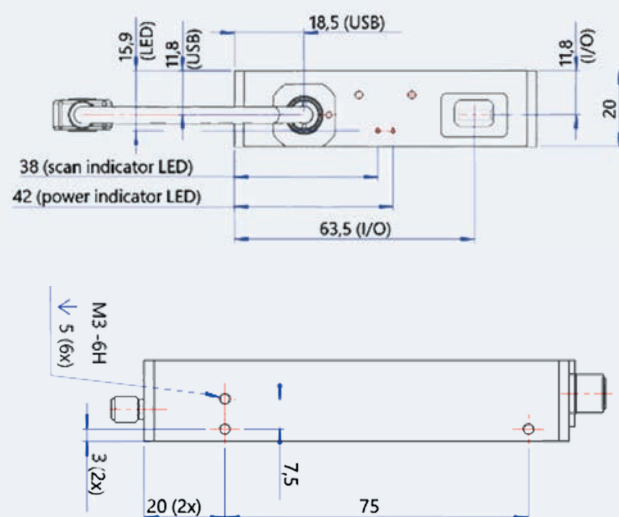 18,5 (USB)
15,9
(LED)
11,8
(USB)
11,8
(I/O)
20
38 (scan indicator LED)
42 (power indicator LED)
63,5 (I/O)
M3 -6H
↓ 5 (6x)
3 (2x)
7,5
20 (2x)
75